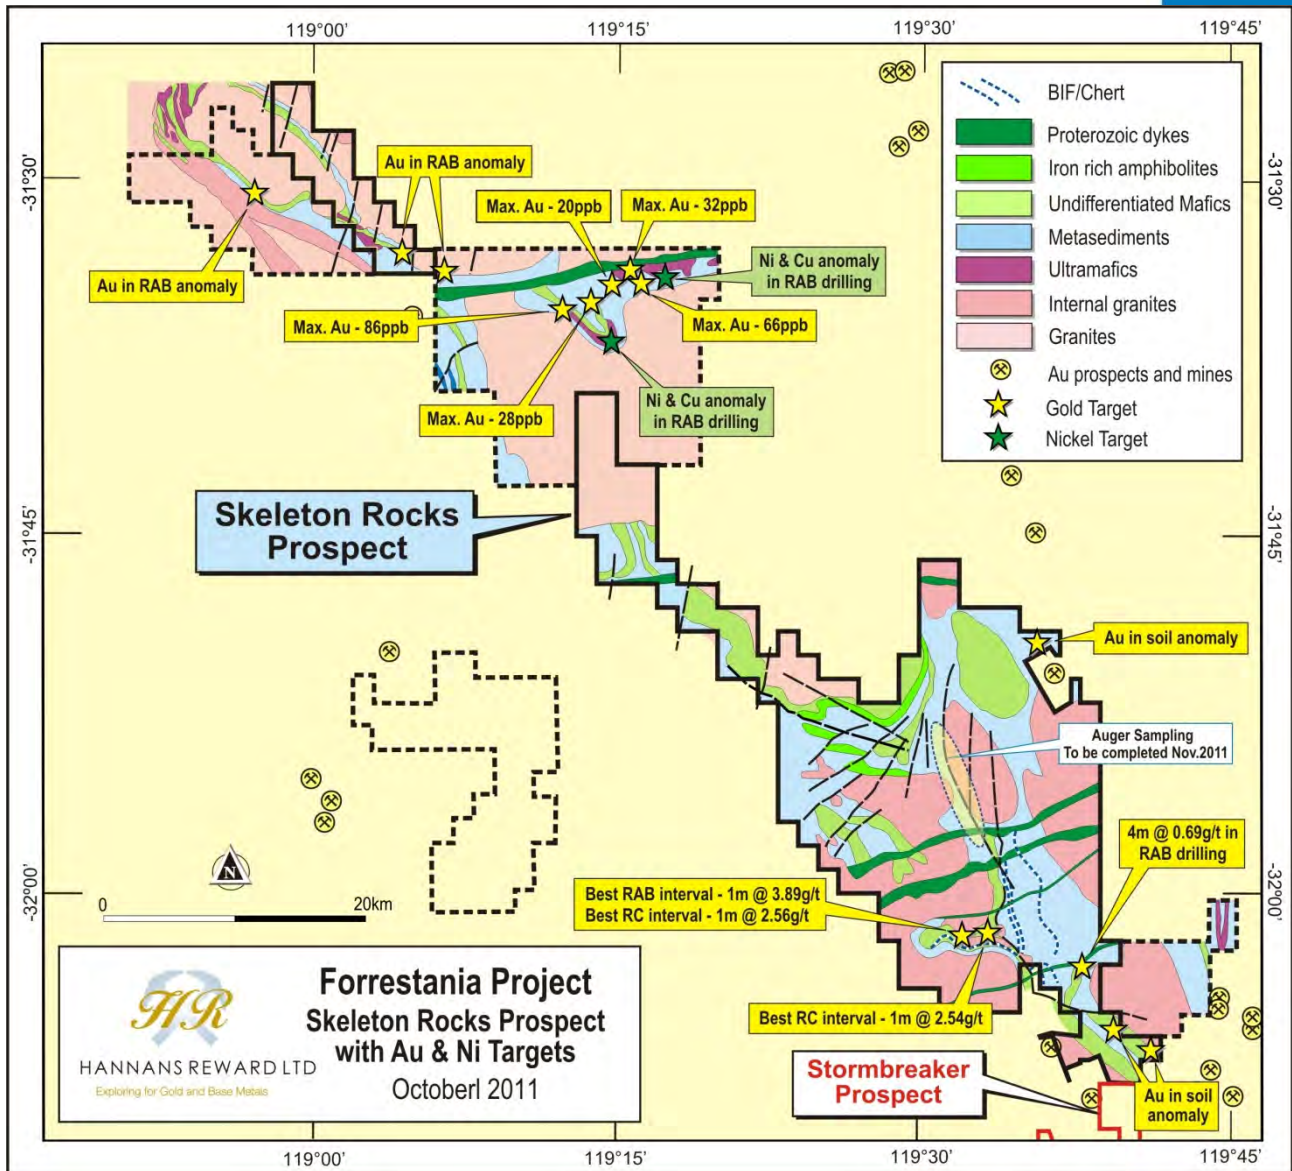 119°00'
119°15'
119°30'
119°45'
-31°30'
-31°30'
BIF/Chert
Proterozoic dykes
Iron rich amphibolites
Undifferentiated Mafics
Metasediments
Ultramafics
Internal granites
Granites
Au prospects and mines
Gold Target
Nickel Target
Au in RAB anomaly
Max. Au - 20ppb
Max. Au - 32ppb
Au in RAB anomaly
Ni & Cu anomaly
in RAB drilling
Max. Au - 86ppb
Max. Au - 66ppb
Max. Au - 28ppb
Ni & Cu anomaly
in RAB drilling
Skeleton Rocks
Prospect
-31°45'
-31°45'
Au in soil anomaly
Auger Sampling
To be completed Nov.2011
4m @ 0.69g/t in
RAB drilling
Best RAB interval - 1m @ 3.89g/t
Best RC interval - 1m @ 2.56g/t
-32°00'
-32°00'
N
0
20km
Best RC interval - 1m @ 2.54g/t
Stormbreaker
Prospect
Au in soil
anomaly
HR
HANNANS REWARD LTD
Exploring for Gold and Base Metals
Forrestania Project
Skeleton Rocks Prospect
with Au & Ni Targets
Octoberl 2011
119°00'
119°15'
119°30'
119°45'